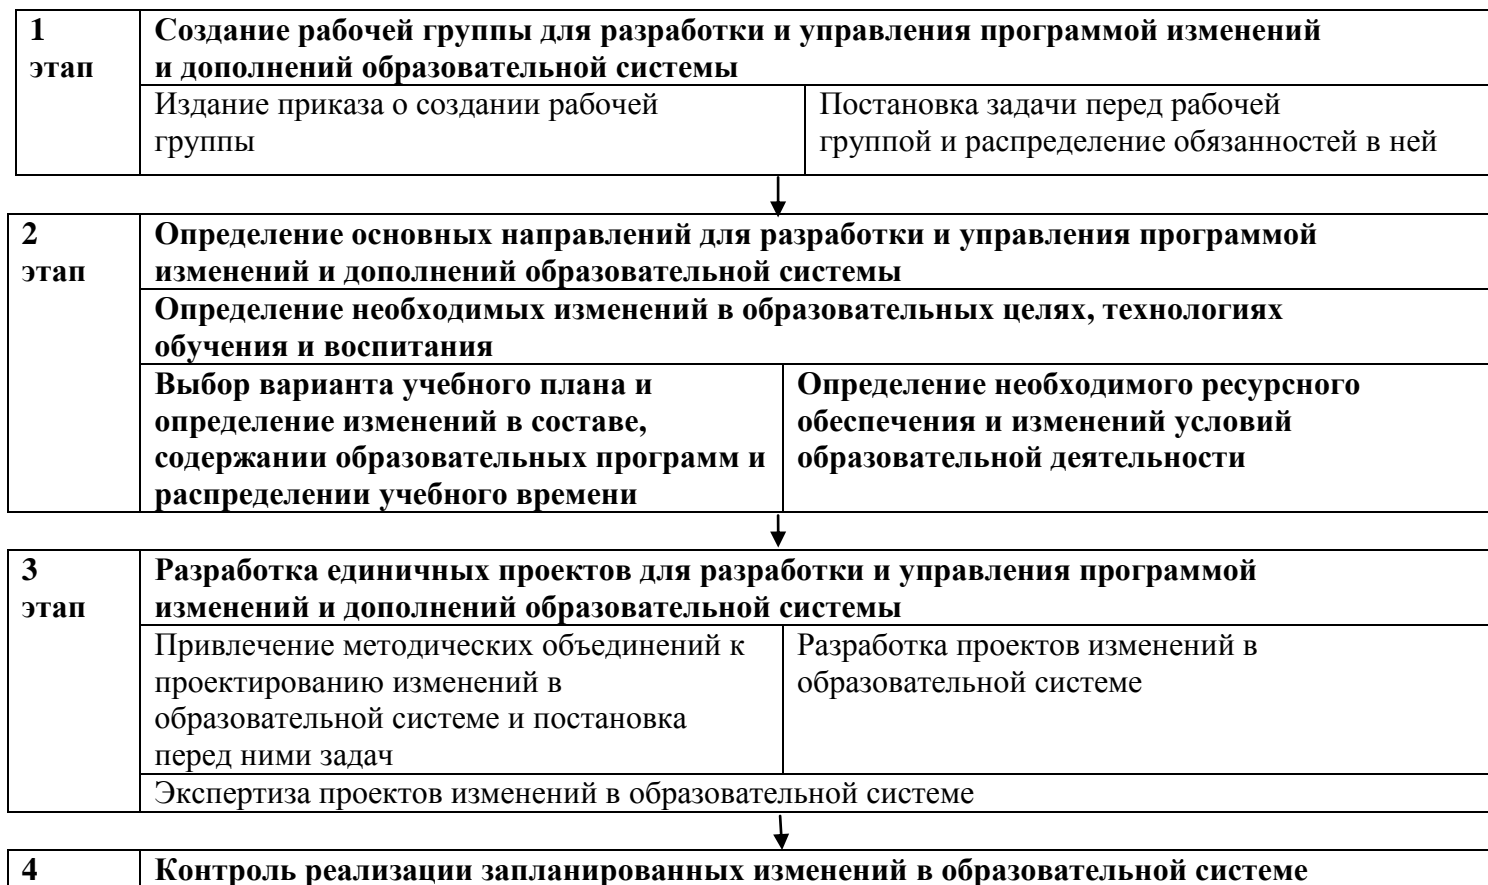 1 Создание рабочей группы для разработки и управления программой изменений
этап и дополнений образовательной системы
Издание приказа о создании рабочей
группы
Постановка задачи перед рабочей
группой и распределение обязанностей в ней
2 Определение основных направлений для разработки и управления программой
этап изменений и дополнений образовательной системы
Определение необходимых изменений в образовательных целях, технологиях
обучения и воспитания
Выбор варианта учебного плана и
определение изменений в составе,
содержании образовательных программ и
распределении учебного времени
Определение необходимого ресурсного
обеспечения и изменений условий
образовательной деятельности
3 Разработка единичных проектов для разработки и управления программой
этап изменений и дополнений образовательной системы
Привлечение методических объединений к
проектированию изменений в
образовательной системе и постановка
перед ними задач
Разработка проектов изменений в
образовательной системе
Экспертиза проектов изменений в образовательной системе
4 Контроль реализации запланированных изменений в образовательной системе